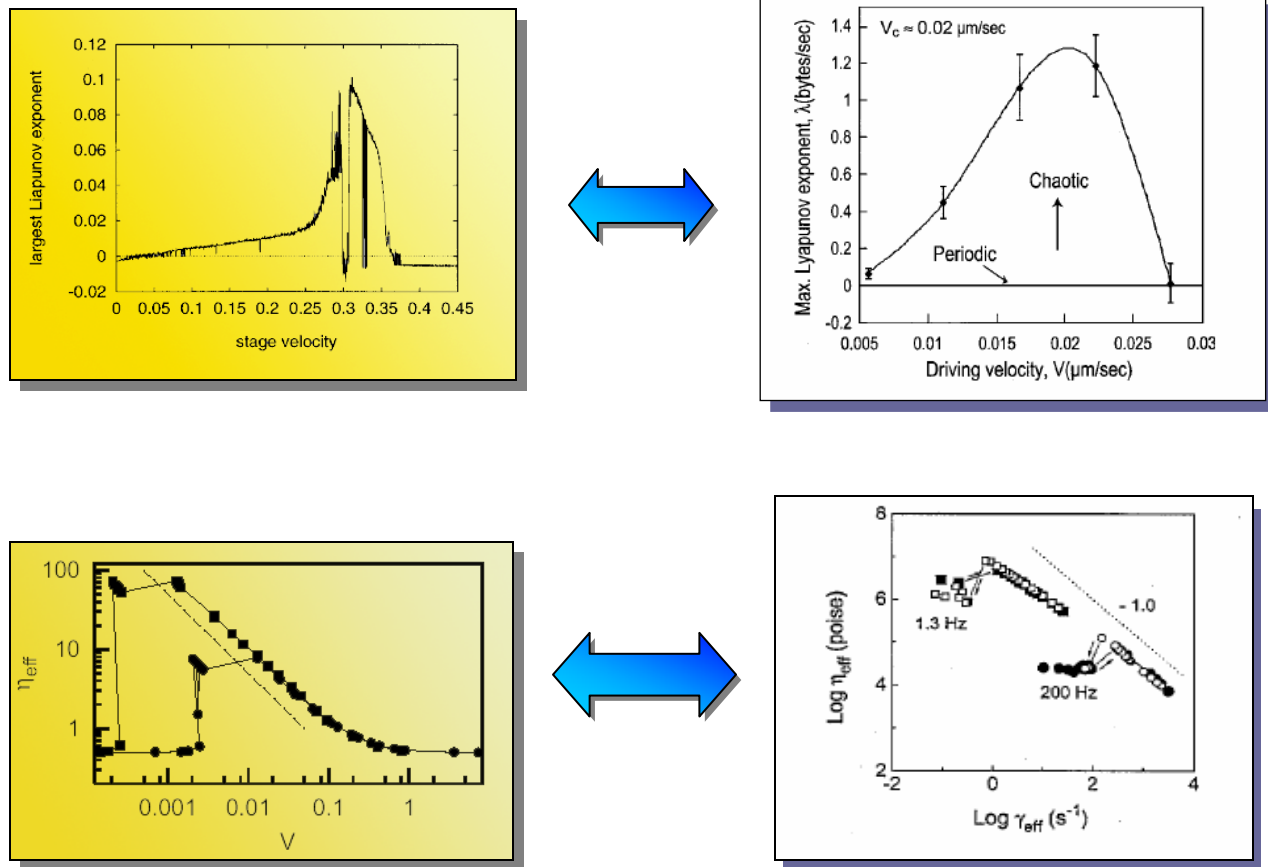 0.12
0.1
0.08
0.06
0.04
0.02
0
-0.02
0 0.05 0.1 0.15 0.2 0.25 0.3 0.35 0.4 0.45
largest Liapunov exponent
stage velocity
V_c ≈ 0.02 μm/sec
1.4
1.2
1
0.8
0.6
0.4
0.2
0
-0.2
Chaotic
Periodic
0.005 0.01 0.015 0.02 0.025 0.03
Max. Lyapunov exponent, λ(bytes/sec)
Driving velocity, V(μm/sec)
100
10
1
η_eff
0.001 0.01 0.1 1
V
8
6
4
2
- 1.0
1.3 Hz
200 Hz
-2 0 2 4
Log η_eff (poise)
Log γ_eff (s⁻¹)